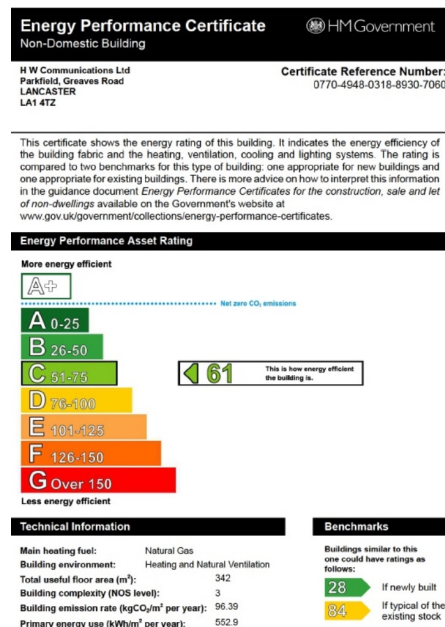 Energy Performance Certificate
HM Government
Non-Domestic Building
H W Communications Ltd
Parkfield, Greaves Road
LANCASTER
LA1 4TZ
Certificate Reference Number:
0770-4948-0318-8930-7060
This certificate shows the energy rating of this building. It indicates the energy efficiency of
the building fabric and the heating, ventilation, cooling and lighting systems. The rating is
compared to two benchmarks for this type of building: one appropriate for new buildings and
one appropriate for existing buildings. There is more advice on how to interpret this information
in the guidance document Energy Performance Certificates for the construction, sale and let
of non-dwellings available on the Government's website at
www.gov.uk/government/collections/energy-performance-certificates.
Energy Performance Asset Rating
More energy efficient
A+
Net zero CO₂ emissions
A 0-25
B 26-50
C 51-75
61
This is how energy efficient
the building is.
D 76-100
E 101-125
F 126-150
G Over 150
Less energy efficient
Technical Information
Main heating fuel: Natural Gas
Building environment: Heating and Natural Ventilation
Total useful floor area (m²): 342
Building complexity (NOS level): 3
Building emission rate (kgCO₂/m² per year): 96.39
Primary energy use (kWh/m² per year): 552.9
Benchmarks
Buildings similar to this
one could have ratings as
follows:
28 If newly built
84 If typical of the
existing stock